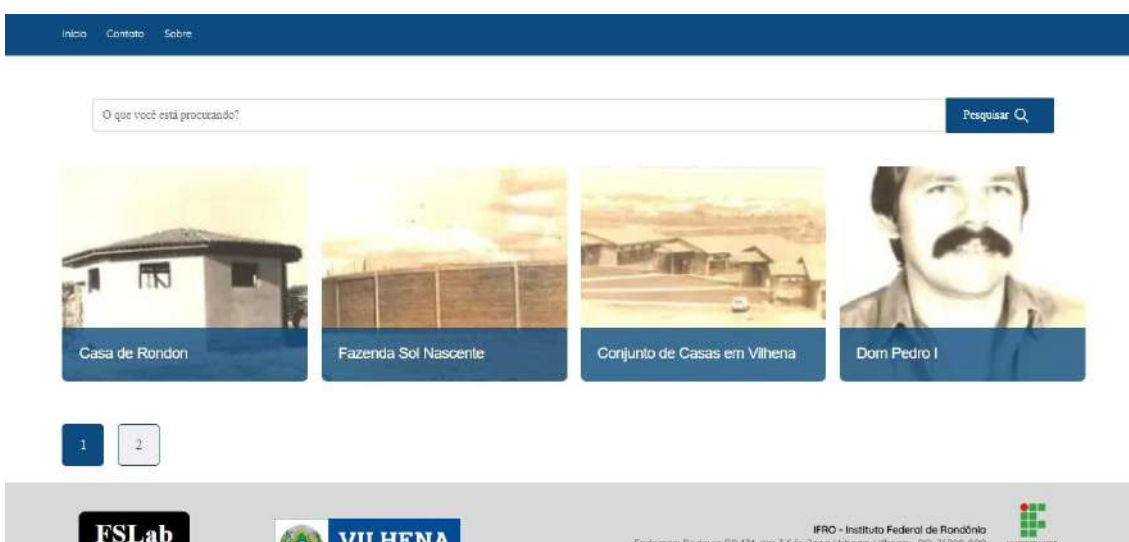 Início Contato Sobre
O que você está procurando?
Pesquisar
Casa de Rondon
Fazenda Sol Nascente
Conjunto de Casas em Vilhena
Dom Pedro I
1
2
FSLab
VILHENA
IFRO - Instituto Federal de Rondônia